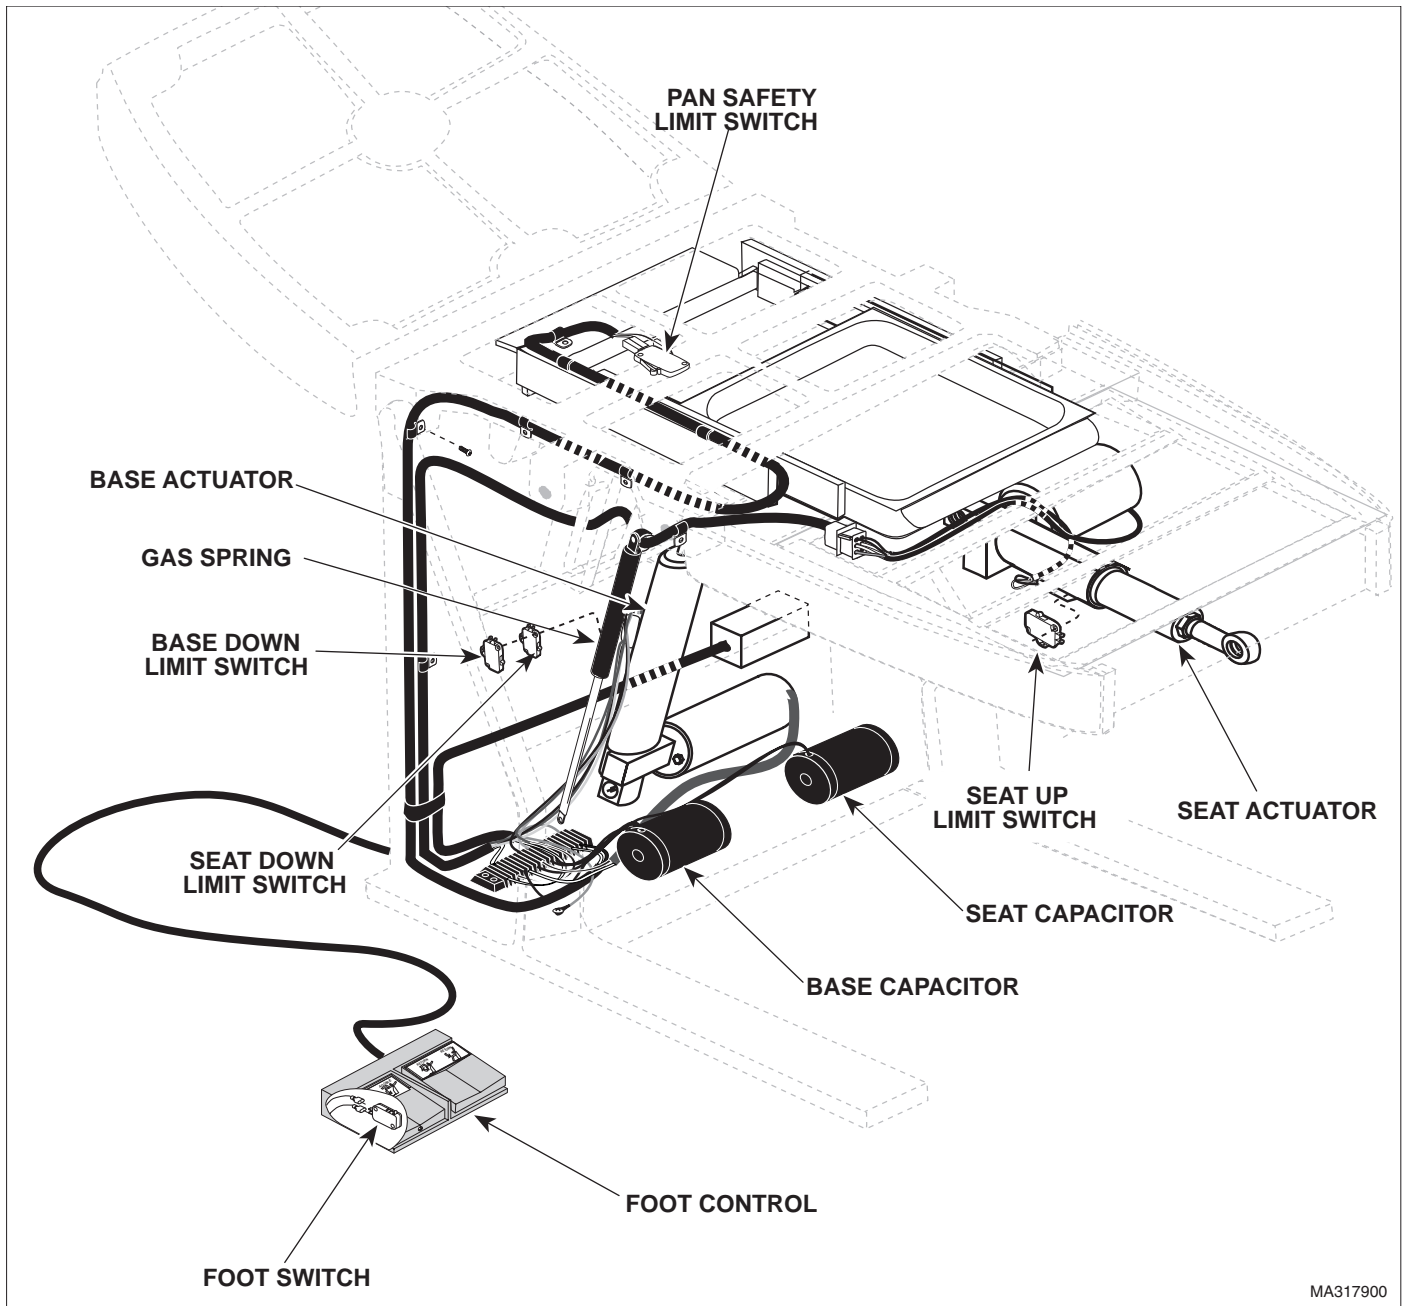 PAN SAFETY
LIMIT SWITCH
BASE ACTUATOR
GAS SPRING
BASE DOWN
LIMIT SWITCH
SEAT UP
LIMIT SWITCH
SEAT ACTUATOR
SEAT DOWN
LIMIT SWITCH
SEAT CAPACITOR
BASE CAPACITOR
FOOT CONTROL
FOOT SWITCH
MA317900